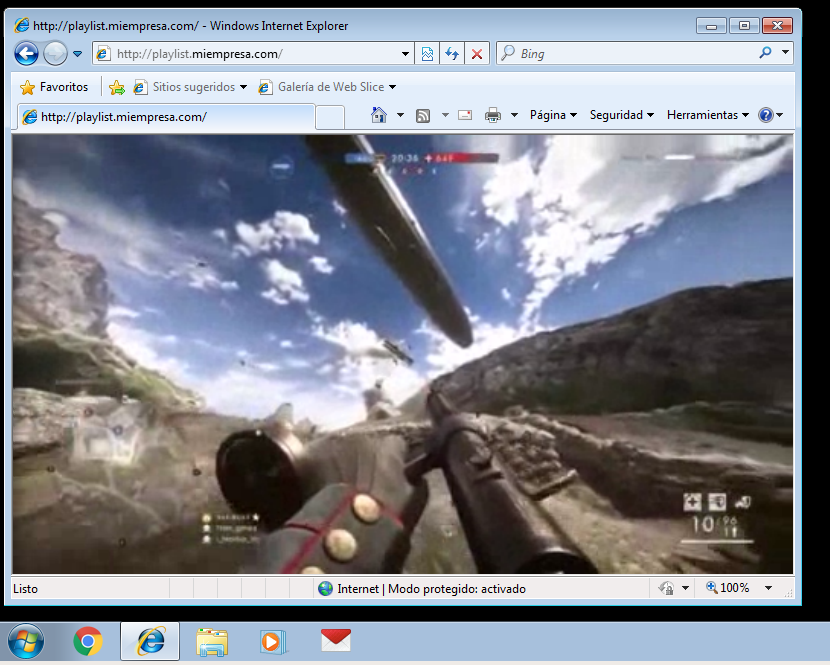 http://playlist.miempresa.com/ - Windows Internet Explorer
http://playlist.miempresa.com/
Bing
Favoritos
Sitios sugeridos
Galería de Web Slice
http://playlist.miempresa.com/
Página
Seguridad
Herramientas
20:36
10/96
Listo
Internet | Modo protegido: activado
100%